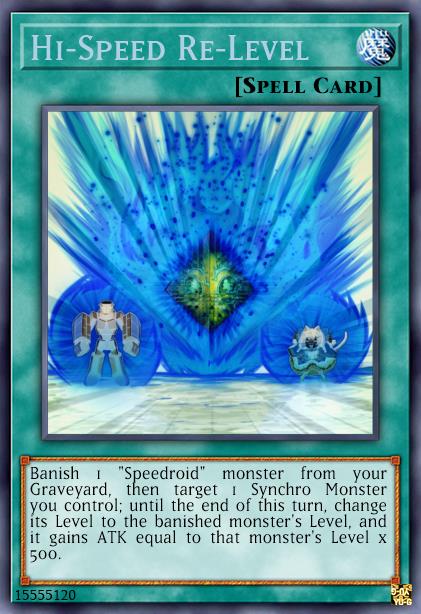 Hi-Speed Re-Level
魔
[Spell Card]
Banish 1 "Speedroid" monster from your
Graveyard, then target 1 Synchro Monster
you control; until the end of this turn, change
its Level to the banished monster's Level, and
it gains ATK equal to that monster's Level x
500.
15555120